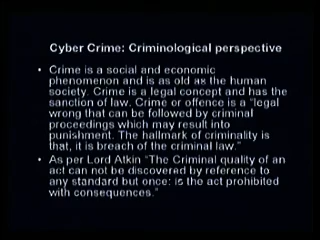 Cyber Crime: Criminological perspective
• Crime is a social and economic
phenomenon and is as old as the human
society. Crime is a legal concept and has the
sanction of law. Crime or offence is a "legal
wrong that can be followed by criminal
proceedings which may result into
punishment. The hallmark of criminality is
that, it is breach of the criminal law."
• As per Lord Atkin "The Criminal quality of an
act can not be discovered by reference to
any standard but once: is the act prohibited
with consequences."